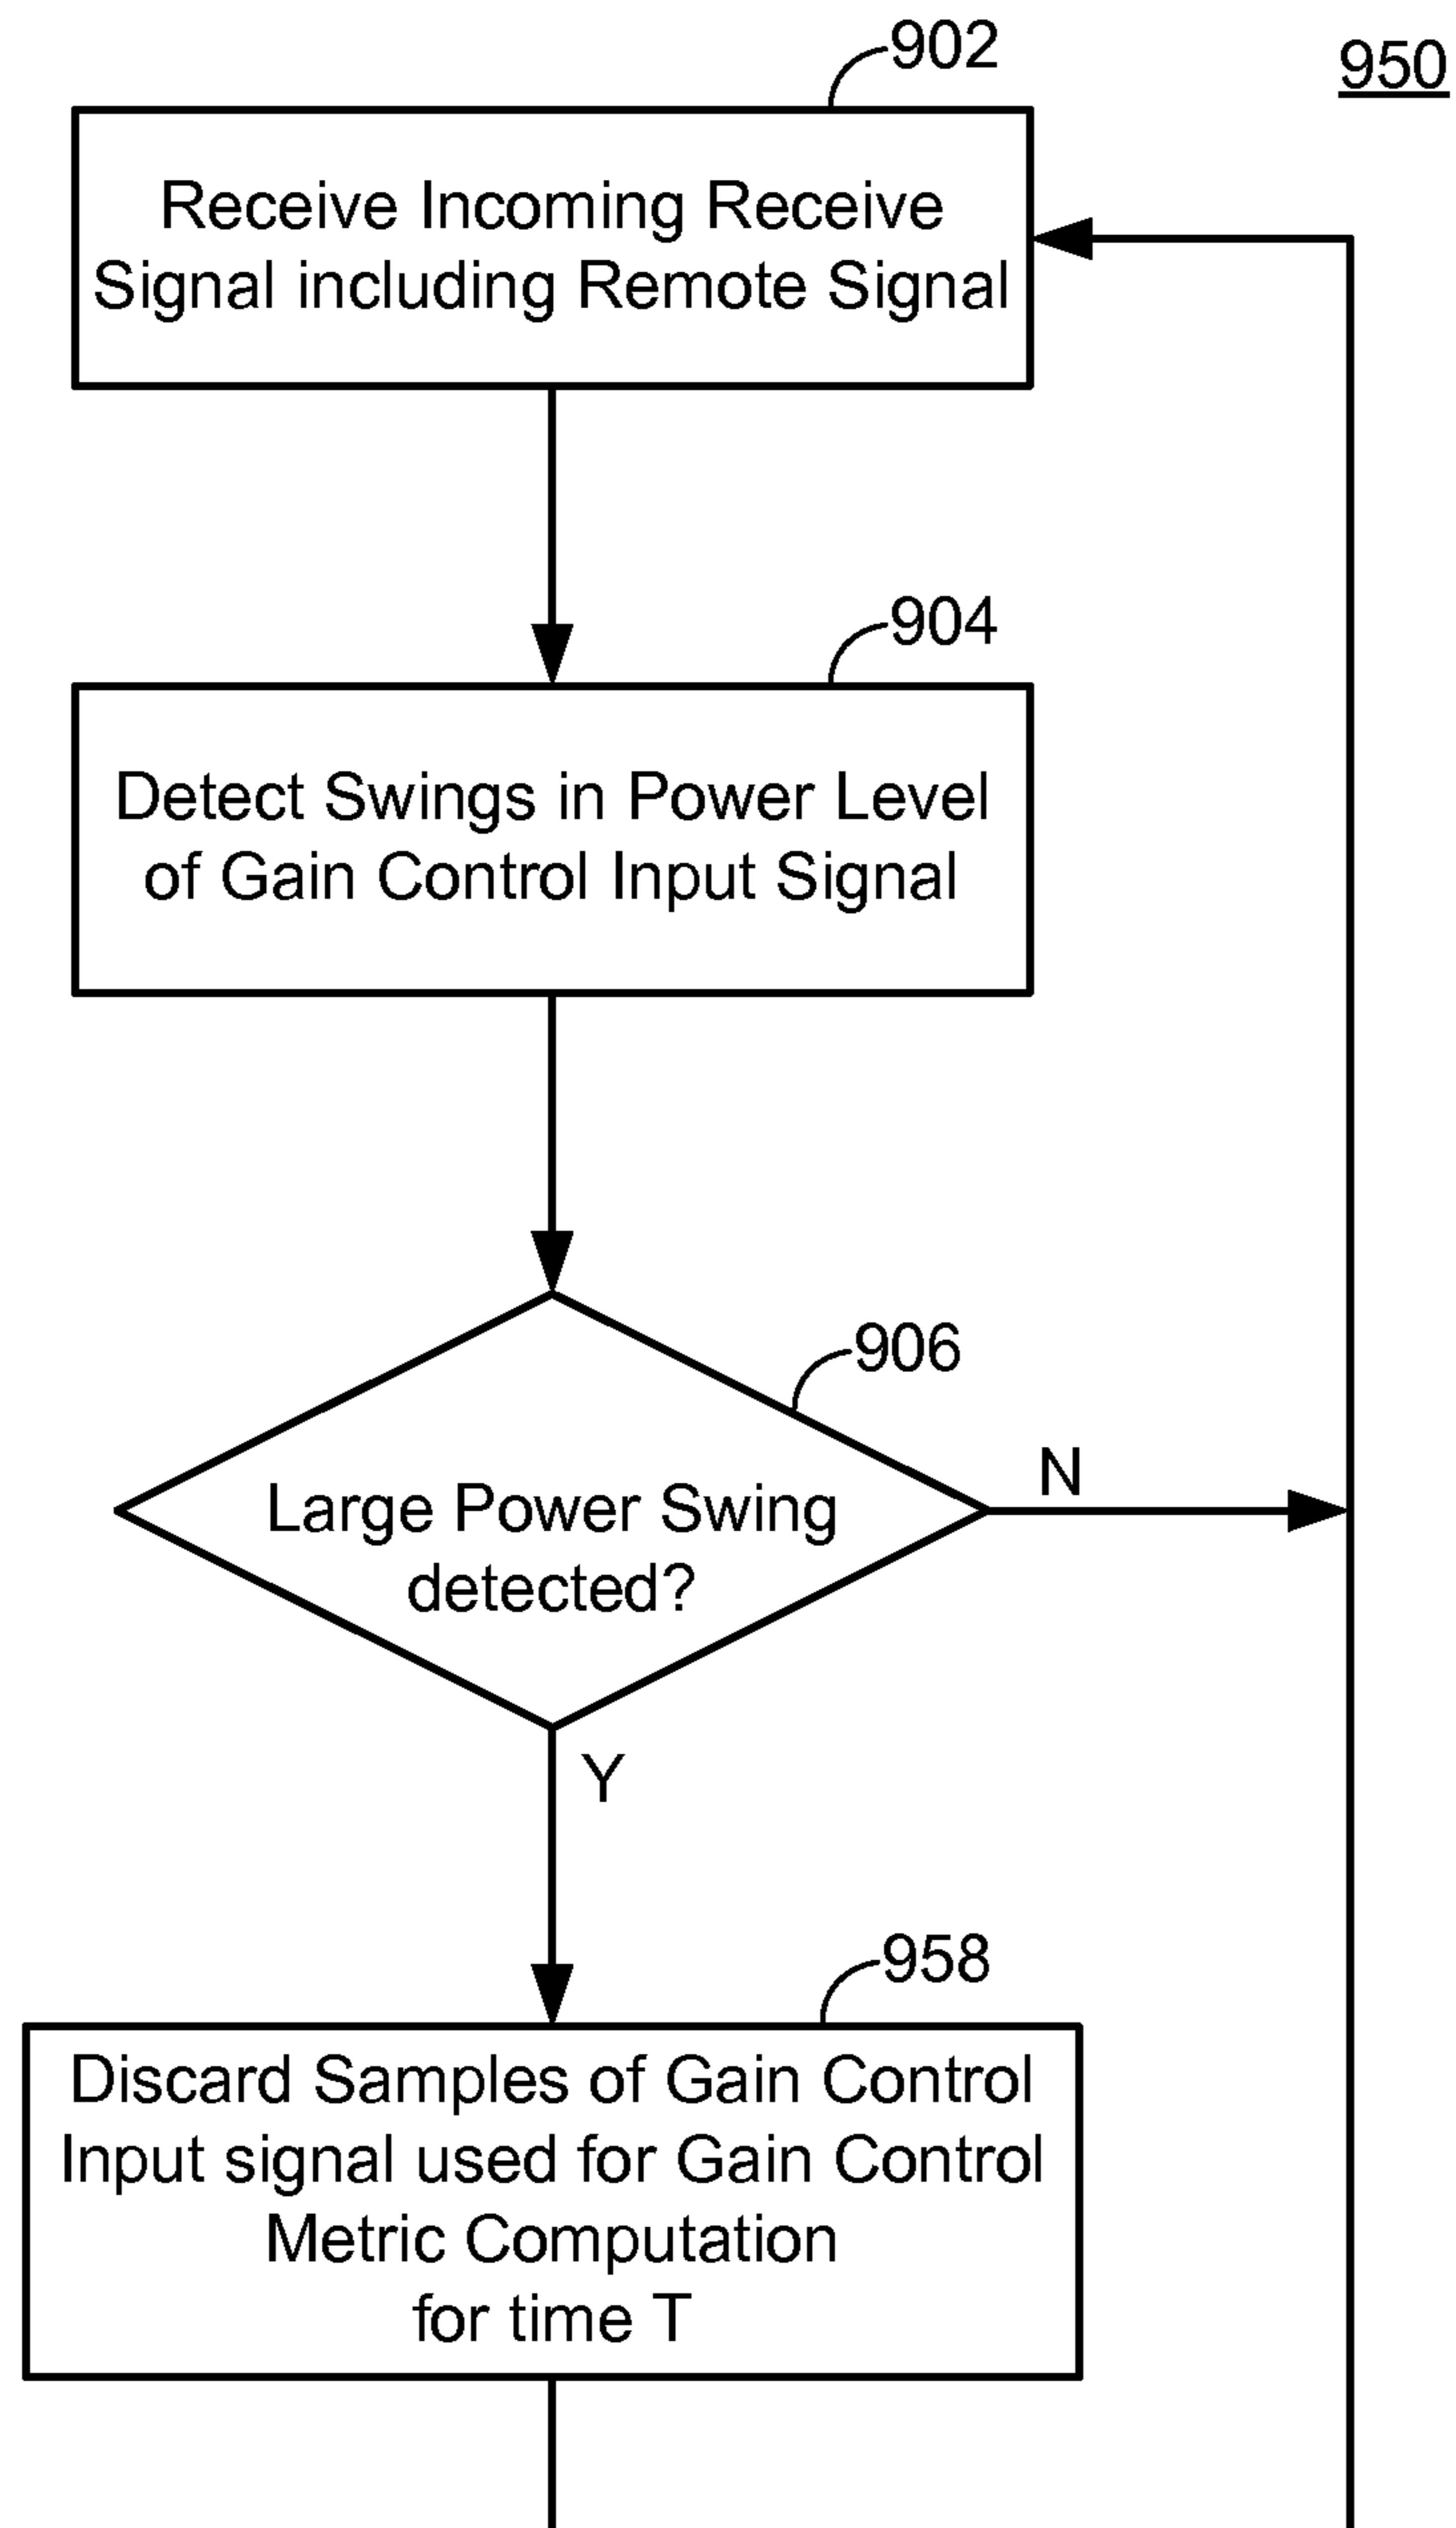 902
950
Receive Incoming Receive
Signal including Remote Signal
904
Detect Swings in Power Level
of Gain Control Input Signal
906
Large Power Swing
detected?
N
Y
958
Discard Samples of Gain Control
Input signal used for Gain Control
Metric Computation
for time T